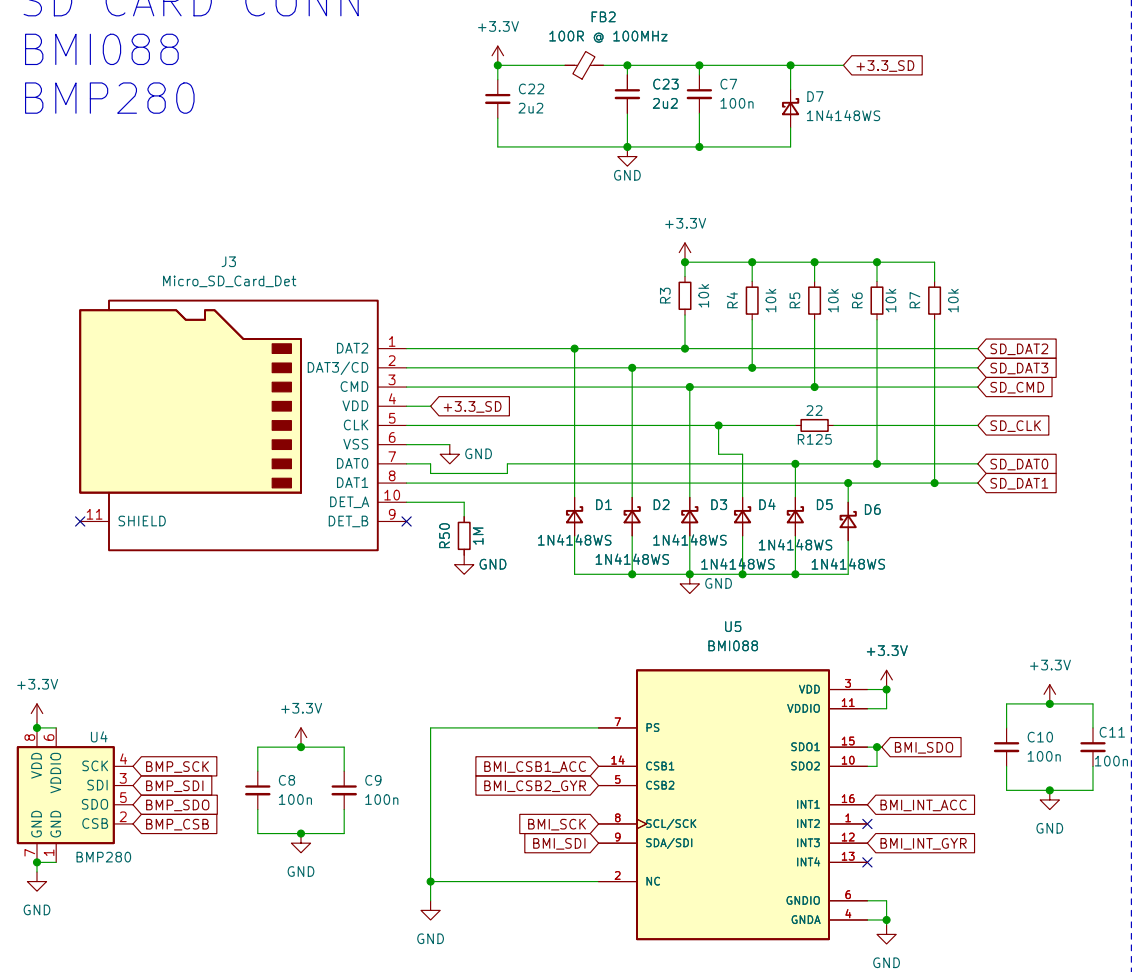 SD CARD CONN
BMI088
BMP280
+3.3V
FB2
100R @ 100MHz
+3.3_SD
C22
2u2
C23
2u2
C7
100n
D7
1N4148WS
GND
+3.3V
J3
Micro_SD_Card_Det
R3
10k
R4
10k
R5
10k
R6
10k
R7
10k
DAT2 1
SD_DAT2
DAT3/CD 2
SD_DAT3
CMD 3
SD_CMD
VDD 4
+3.3_SD
CLK 5
22
R125
SD_CLK
VSS 6
GND
DAT0 7
SD_DAT0
DAT1 8
SD_DAT1
DET_A 10
DET_B 9
11 SHIELD
R50
1M
GND
D1
1N4148WS
D2
1N4148WS
D3
1N4148WS
D4
1N4148WS
D5
1N4148WS
D6
1N4148WS
GND
U5
BMI088
+3.3V
VDD 3
VDDIO 11
7 PS
SDO1 15
BMI_SDO
SDO2 10
BMI_CSB1_ACC 14 CSB1
BMI_CSB2_GYR 5 CSB2
INT1 16 BMI_INT_ACC
BMI_SCK 8 SCL/SCK
INT2 1
BMI_SDI 9 SDA/SDI
INT3 12 BMI_INT_GYR
INT4 13
2 NC
GNDIO 6
GNDA 4
GND
GND
+3.3V
U4
8
6
VDD
VDDIO
SCK 4 BMP_SCK
SDI 3 BMP_SDI
SDO 5 BMP_SDO
CSB 2 BMP_CSB
GND
GND
7
1
BMP280
GND
+3.3V
C8
100n
C9
100n
GND
+3.3V
C10
100n
C11
100n
GND